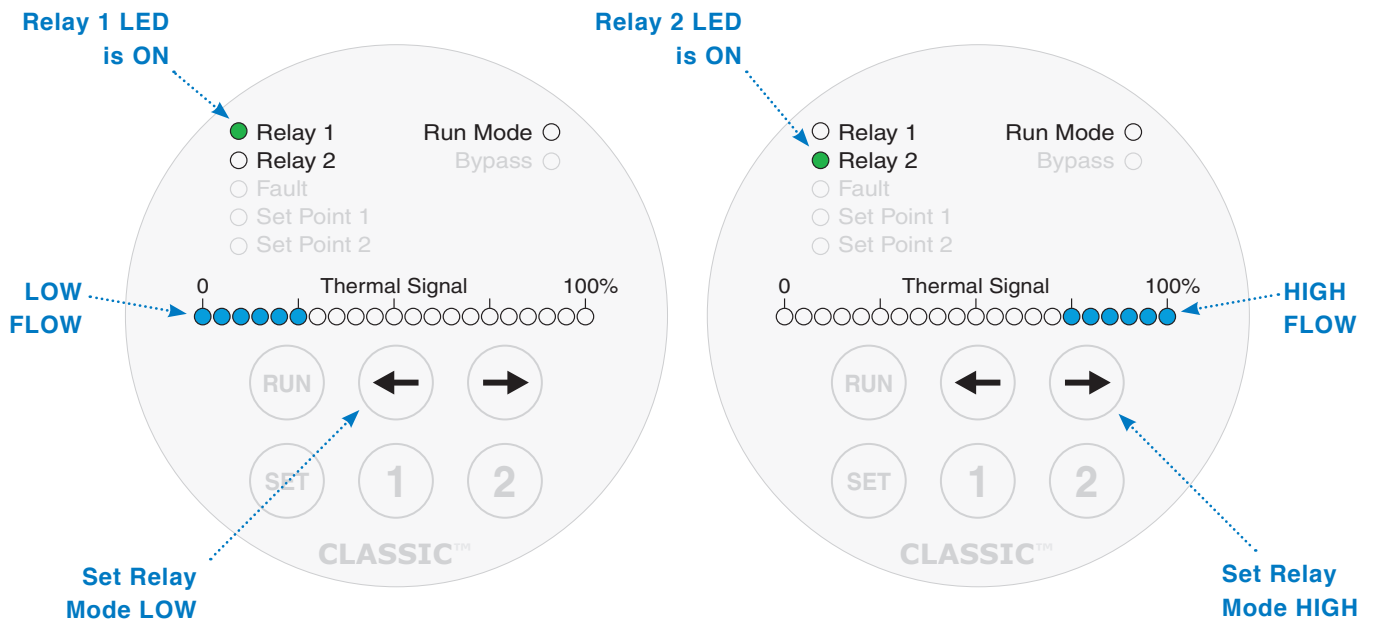 Relay 1 LED
is ON
Relay 1
Run Mode
Relay 2
Bypass
Fault
Set Point 1
Set Point 2
0
Thermal Signal
100%
LOW
FLOW
RUN
SET
1
2
CLASSIC™
Set Relay
Mode LOW
Relay 2 LED
is ON
Relay 1
Run Mode
Relay 2
Bypass
Fault
Set Point 1
Set Point 2
0
Thermal Signal
100%
HIGH
FLOW
RUN
SET
1
2
CLASSIC™
Set Relay
Mode HIGH